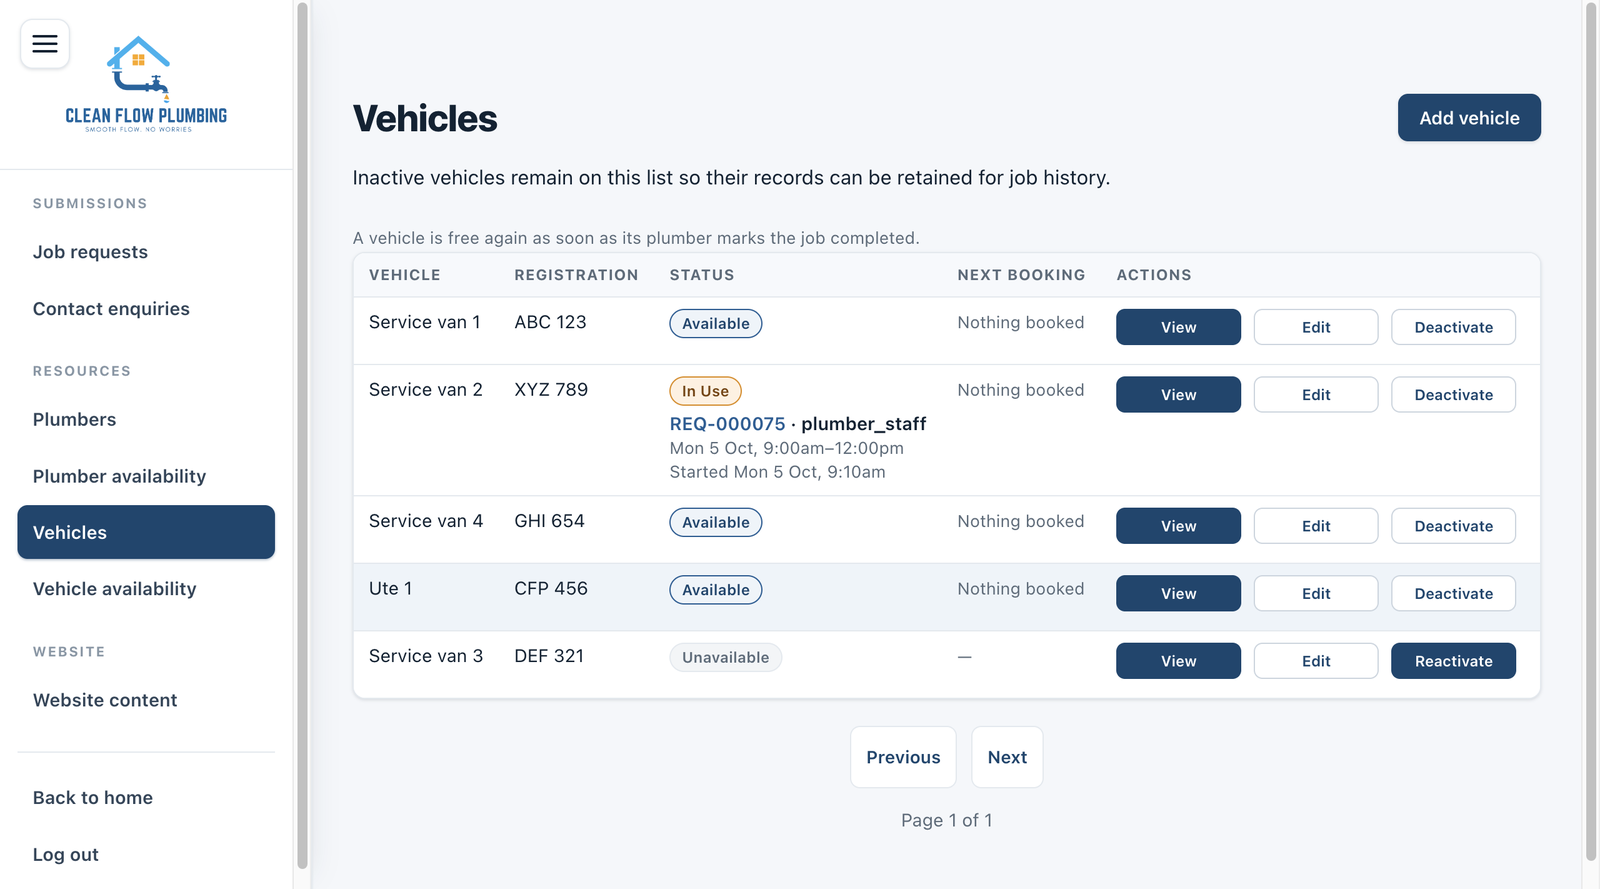 CLEAN FLOW PLUMBING
SMOOTH FLOW, NO WORRIES
SUBMISSIONS
Job requests
Contact enquiries
RESOURCES
Plumbers
Plumber availability
Vehicles
Vehicle availability
WEBSITE
Website content
Back to home
Log out
Vehicles
Add vehicle
Inactive vehicles remain on this list so their records can be retained for job history.
A vehicle is free again as soon as its plumber marks the job completed.
VEHICLE REGISTRATION STATUS NEXT BOOKING ACTIONS
Service van 1 ABC 123 Available Nothing booked View Edit Deactivate
Service van 2 XYZ 789 In Use Nothing booked View Edit Deactivate
REQ-000075 · plumber_staff
Mon 5 Oct, 9:00am–12:00pm
Started Mon 5 Oct, 9:10am
Service van 4 GHI 654 Available Nothing booked View Edit Deactivate
Ute 1 CFP 456 Available Nothing booked View Edit Deactivate
Service van 3 DEF 321 Unavailable — View Edit Reactivate
Previous Next
Page 1 of 1